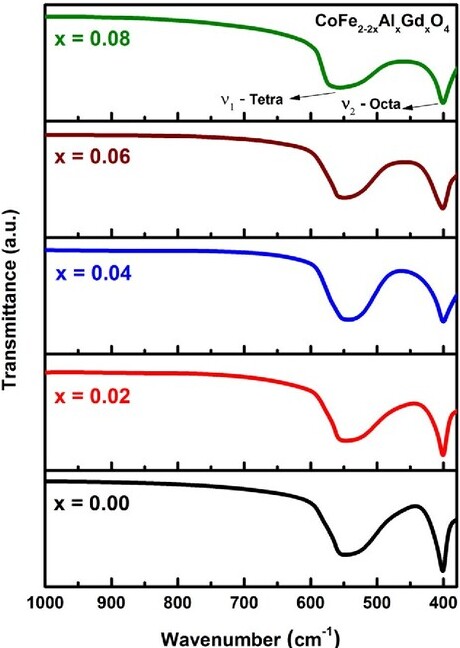 CoFe2-2xAlxGdxO4
x = 0.08
ν1 - Tetra
ν2 - Octa
x = 0.06
x = 0.04
x = 0.02
x = 0.00
Transmittance (a.u.)
1000 900 800 700 600 500 400
Wavenumber (cm-1)